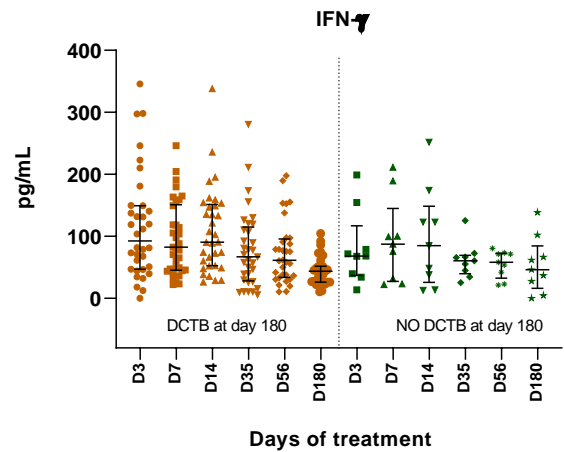 IFN-γ
400
300
200
100
0
pg/mL
DCTB at day 180
NO DCTB at day 180
D3
D7
D14
D35
D56
D180
D3
D7
D14
D35
D56
D180
Days of treatment